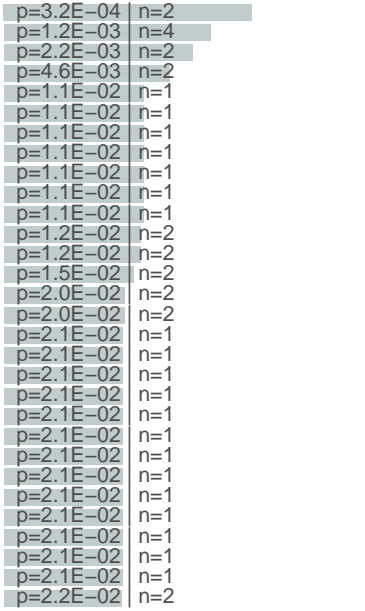 p=3.2E−04 | n=2
p=1.2E−03 | n=4
p=2.2E−03 | n=2
p=4.6E−03 | n=2
p=1.1E−02 | n=1
p=1.1E−02 | n=1
p=1.1E−02 | n=1
p=1.1E−02 | n=1
p=1.1E−02 | n=1
p=1.1E−02 | n=1
p=1.1E−02 | n=1
p=1.2E−02 | n=2
p=1.2E−02 | n=2
p=1.5E−02 | n=2
p=2.0E−02 | n=2
p=2.0E−02 | n=2
p=2.1E−02 | n=1
p=2.1E−02 | n=1
p=2.1E−02 | n=1
p=2.1E−02 | n=1
p=2.1E−02 | n=1
p=2.1E−02 | n=1
p=2.1E−02 | n=1
p=2.1E−02 | n=1
p=2.1E−02 | n=1
p=2.1E−02 | n=1
p=2.1E−02 | n=1
p=2.1E−02 | n=1
p=2.1E−02 | n=1
p=2.2E−02 | n=2